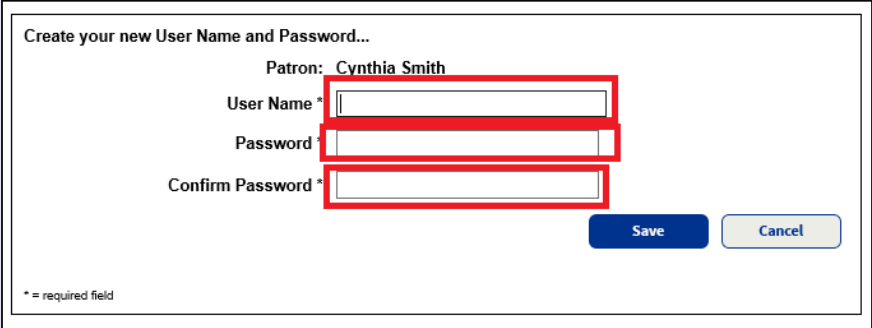 Create your new User Name and Password...
Patron: Cynthia Smith
User Name *
Password *
Confirm Password *
Save Cancel
* = required field